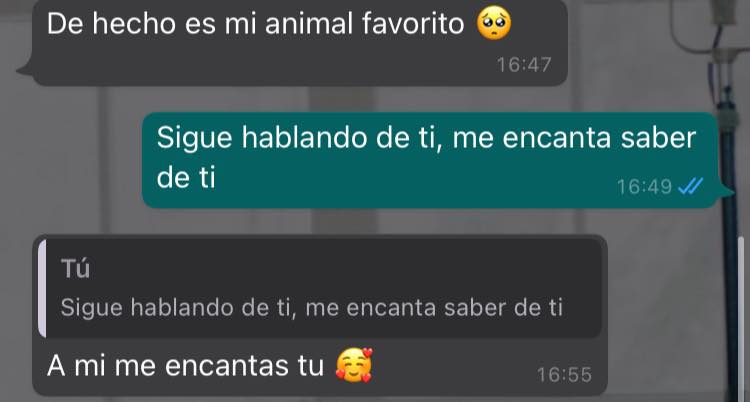 De hecho es mi animal favorito 🥺
16:47
Sigue hablando de ti, me encanta saber
de ti
16:49
Tú
Sigue hablando de ti, me encanta saber de ti
A mi me encantas tu 🥰
16:55